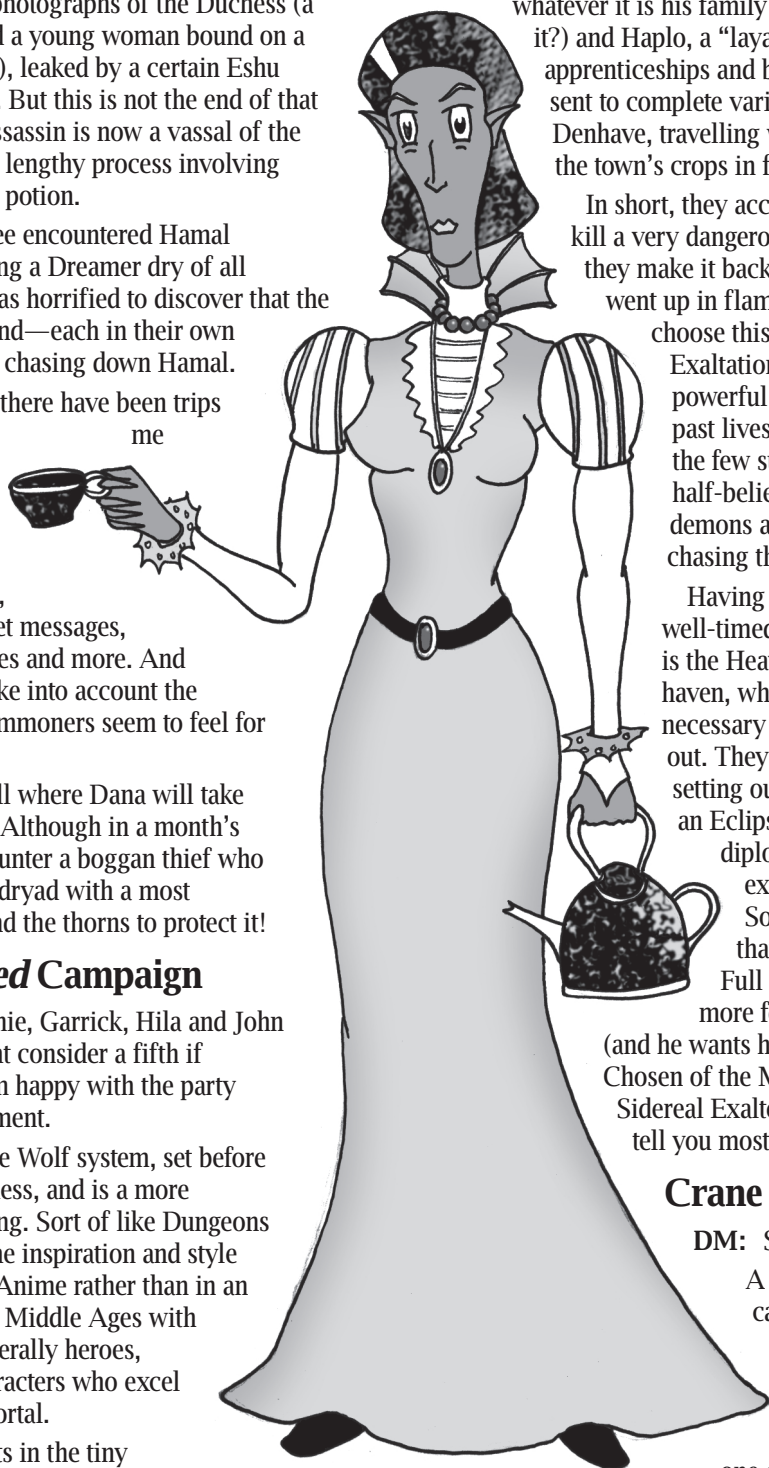 photographs of the Duchess (a
a young woman bound on a
), leaked by a certain Eshu
. But this is not the end of that
ssassin is now a vassal of the
lengthy process involving
potion.
ee encountered Hamal
ng a Dreamer dry of all
as horrified to discover that the
nd—each in their own
chasing down Hamal.
there have been trips
me
,
et messages,
es and more. And
ke into account the
mmoners seem to feel for
ll where Dana will take
Although in a month's
unter a boggan thief who
dryad with a most
nd the thorns to protect it!
ed Campaign
nie, Garrick, Hila and John
nt consider a fifth if
n happy with the party
ment.
e Wolf system, set before
ess, and is a more
ng. Sort of like Dungeons
ne inspiration and style
Anime rather than in an
Middle Ages with
erally heroes,
racters who excel
ortal.
ts in the tiny
whatever it is his family
it?) and Haplo, a “laya
apprenticeships and b
sent to complete vari
Denhave, travelling w
the town's crops in f
In short, they acc
kill a very dangero
they make it back
went up in flam
choose this
Exaltation
powerful
past lives
the few st
half-belie
demons a
chasing th
Having
well-timed
is the Heav
haven, wh
necessary
out. They
setting ou
an Eclips
diplo
ex
So
tha
Full
more f
(and he wants h
Chosen of the M
Sidereal Exalte
tell you most
Crane
DM: S
A
ca